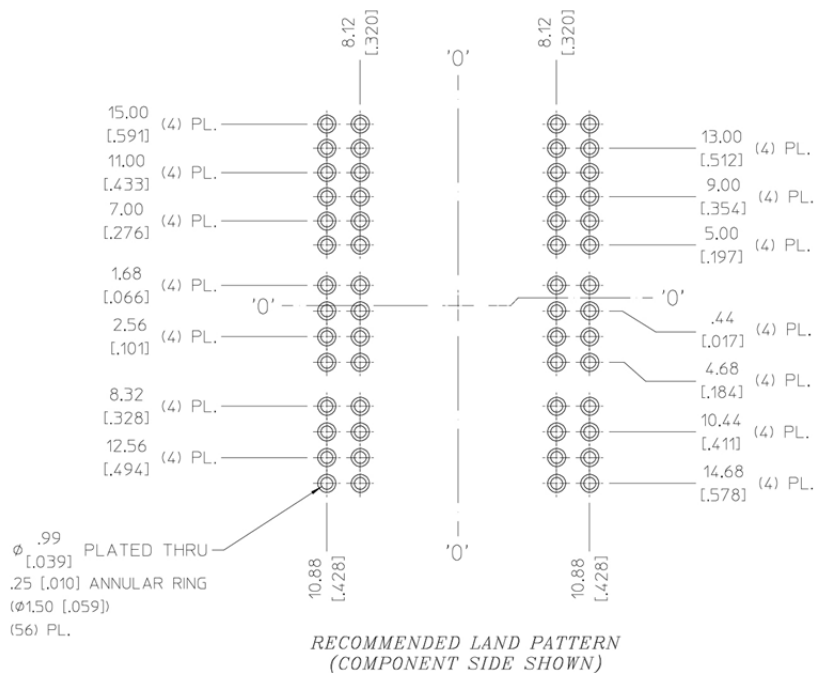 8.12
[.320]
8.12
[.320]
'O'
15.00
[.591] (4) PL.
11.00
[.433] (4) PL.
7.00
[.276] (4) PL.
1.68
[.066] (4) PL.
'O'
2.56
[.101] (4) PL.
8.32
[.328] (4) PL.
12.56
[.494] (4) PL.
13.00
[.512] (4) PL.
9.00
[.354] (4) PL.
5.00
[.197] (4) PL.
'O'
.44
[.017] (4) PL.
4.68
[.184] (4) PL.
10.44
[.411] (4) PL.
14.68
[.578] (4) PL.
ø .99
[.039] PLATED THRU
.25 [.010] ANNULAR RING
(ø1.50 [.059])
(56) PL.
10.88
[.428]
'O'
10.88
[.428]
RECOMMENDED LAND PATTERN
(COMPONENT SIDE SHOWN)